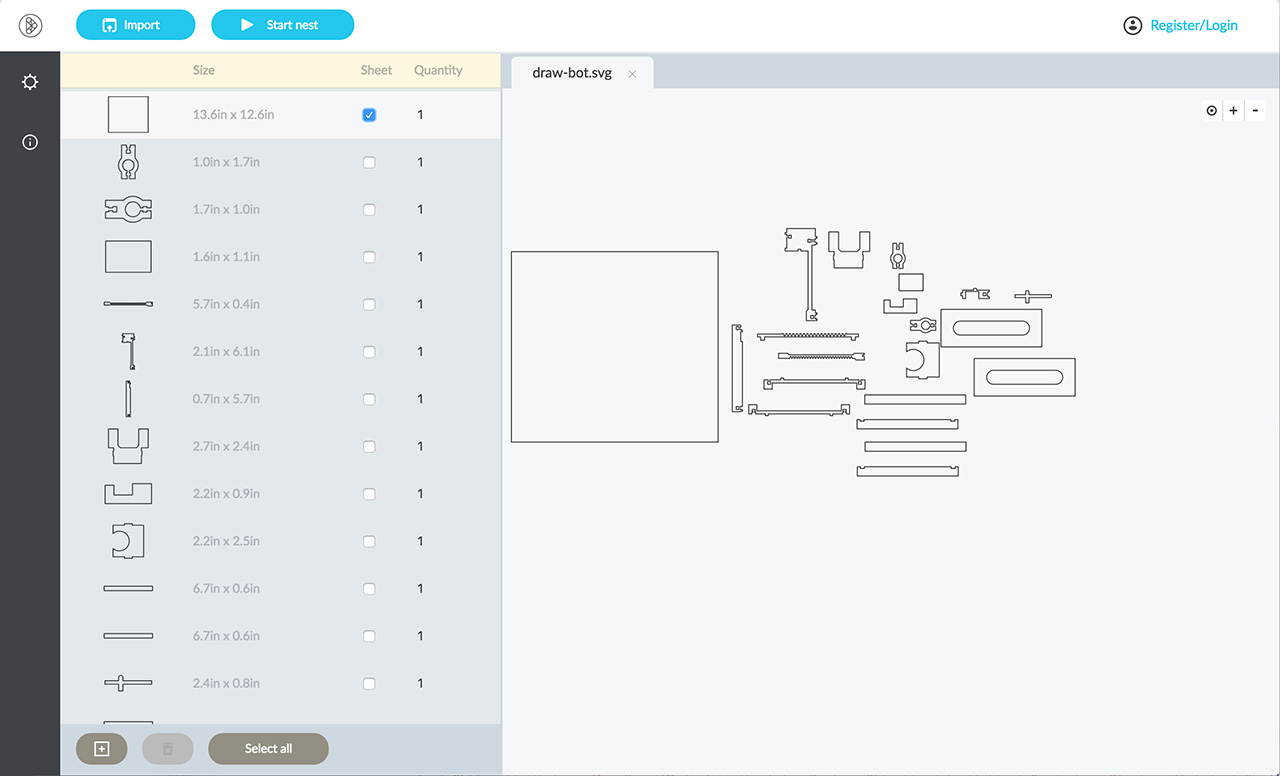 Import
Start nest
Register/Login
Size Sheet Quantity
draw-bot.svg
13.6in x 12.6in 1
1.0in x 1.7in 1
1.7in x 1.0in 1
1.6in x 1.1in 1
5.7in x 0.4in 1
2.1in x 6.1in 1
0.7in x 5.7in 1
2.7in x 2.4in 1
2.2in x 0.9in 1
2.2in x 2.5in 1
6.7in x 0.6in 1
6.7in x 0.6in 1
2.4in x 0.8in 1
Select all